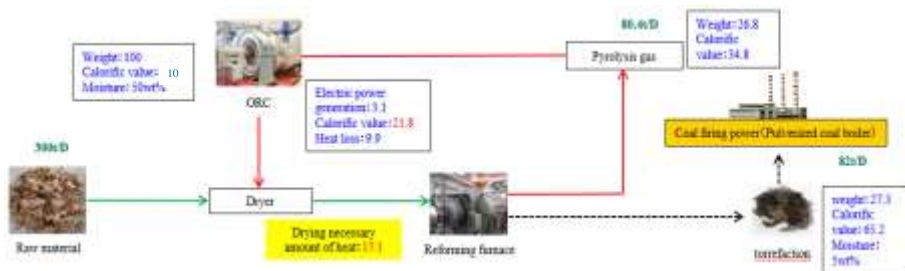 80.4t/D
Weight: 26.8
Calorific
value: 34.8
Pyrolysis gas
Weight: 100
Calorific value: 10
Moisture: 50wt%
ORC
Electric power
generation: 3.1
Calorific value: 21.8
Heat loss: 9.9
Coal firing power(Pulverized coal boiler)
300t/D
82t/D
Dryer
Drying necessary
amount of heat: 17.1
Raw material
Reforming furnace
torrefaction
weight: 27.3
Calorific
value: 65.2
Moisture:
5wt%